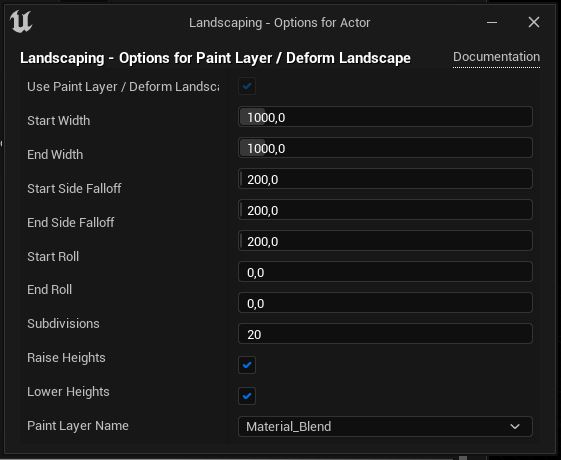 Landscaping - Options for Actor
Landscaping - Options for Paint Layer / Deform Landscape
Documentation
Use Paint Layer / Deform Landsca
Start Width
1000,0
End Width
1000,0
Start Side Falloff
200,0
End Side Falloff
200,0
200,0
Start Roll
0,0
End Roll
0,0
Subdivisions
20
Raise Heights
Lower Heights
Paint Layer Name
Material_Blend